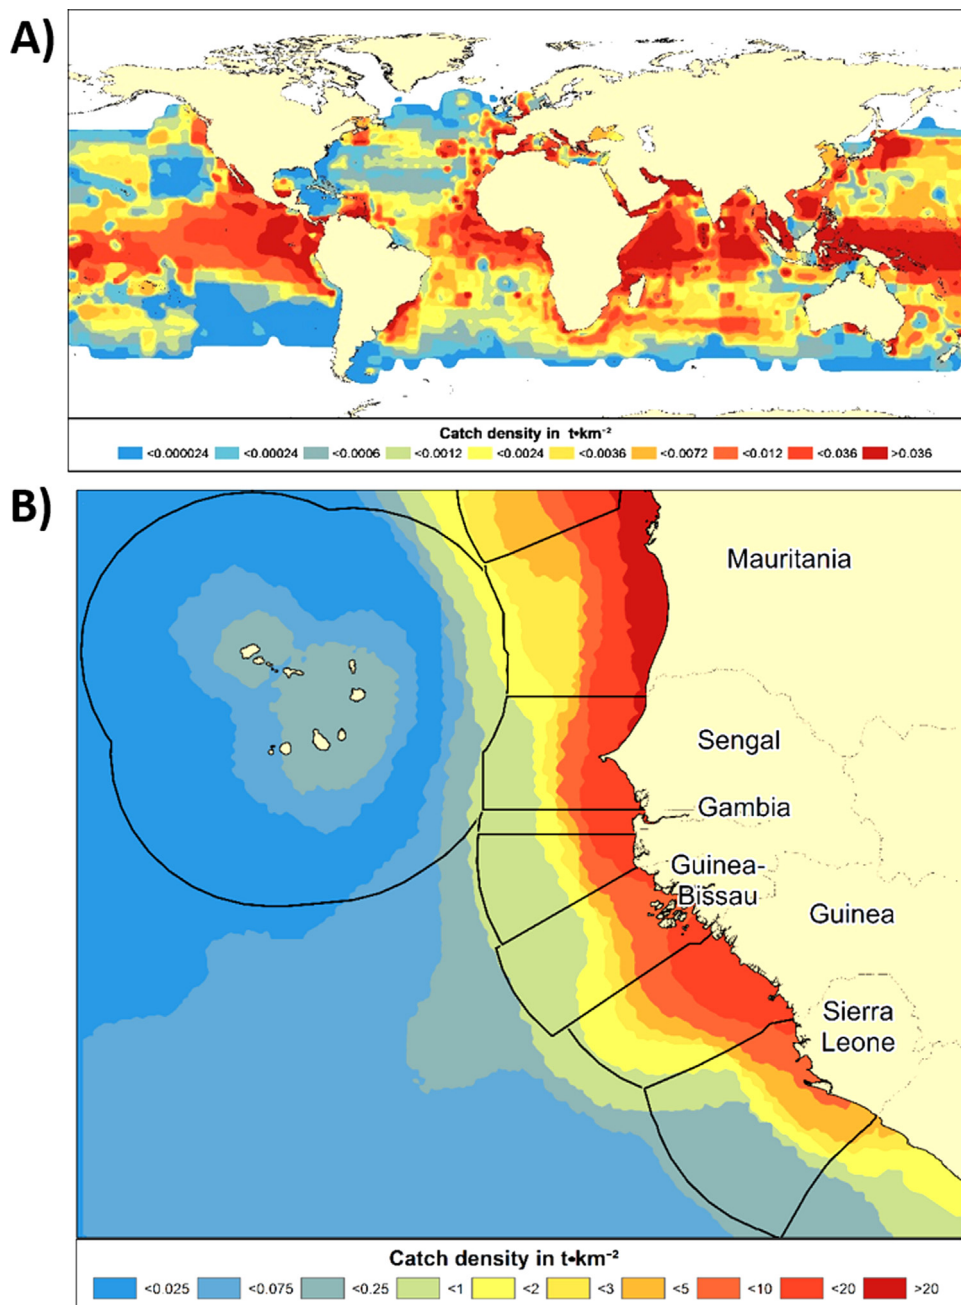 A)
Catch density in t•km⁻²
<0.000024 <0.00024 <0.0006 <0.0012 <0.0024 <0.0036 <0.0072 <0.012 <0.036 >0.036
B)
Mauritania
Sengal
Gambia
Guinea-
Bissau
Guinea
Sierra
Leone
Catch density in t•km⁻²
<0.025 <0.075 <0.25 <1 <2 <3 <5 <10 <20 >20